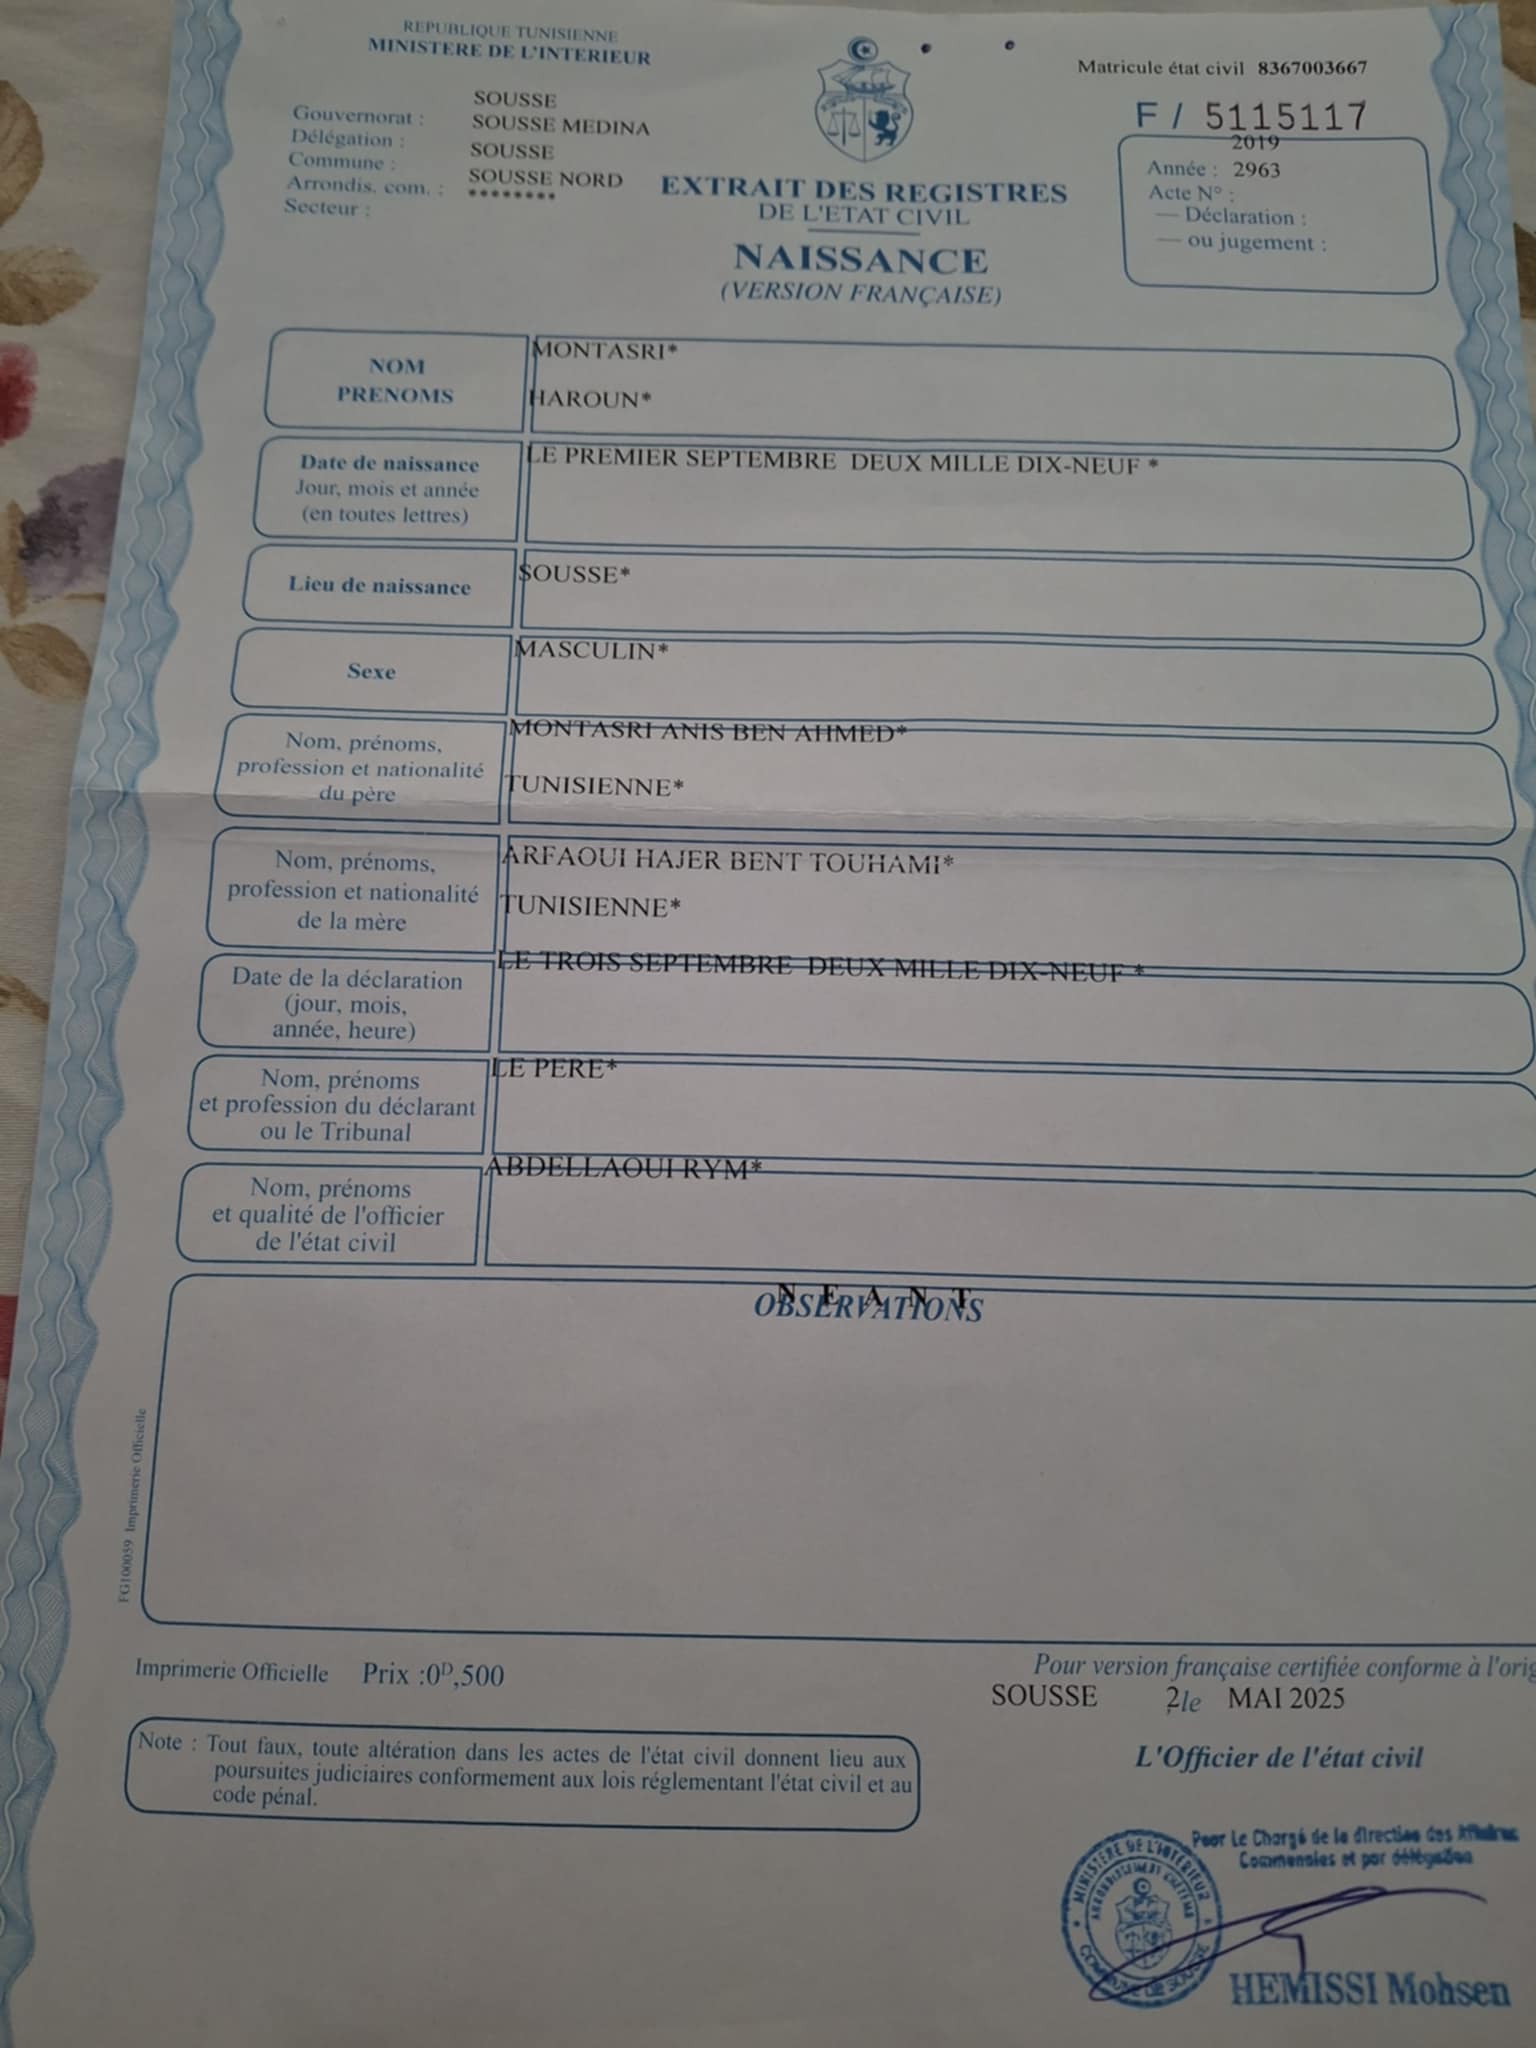 REPUBLIQUE TUNISIENNE
MINISTERE DE L'INTERIEUR
Gouvernorat : SOUSSE
Délégation : SOUSSE MEDINA
Commune : SOUSSE
Arrondis. com. : SOUSSE NORD
Secteur : ********
Matricule état civil 8367003667
F / 5115117
2019
Année : 2963
Acte N° :
— Déclaration :
— ou jugement :
EXTRAIT DES REGISTRES
DE L'ETAT CIVIL
NAISSANCE
(VERSION FRANÇAISE)
NOM
PRENOMS
MONTASRI*
HAROUN*
Date de naissance
Jour, mois et année
(en toutes lettres)
LE PREMIER SEPTEMBRE DEUX MILLE DIX-NEUF *
Lieu de naissance
SOUSSE*
Sexe
MASCULIN*
Nom, prénoms,
profession et nationalité
du père
MONTASRI ANIS BEN AHMED*
TUNISIENNE*
Nom, prénoms,
profession et nationalité
de la mère
ARFAOUI HAJER BENT TOUHAMI*
TUNISIENNE*
Date de la déclaration
(jour, mois,
année, heure)
LE TROIS SEPTEMBRE DEUX MILLE DIX-NEUF *
Nom, prénoms
et profession du déclarant
ou le Tribunal
LE PERE*
Nom, prénoms
et qualité de l'officier
de l'état civil
ABDELLAOUI RYM*
N E A N T
OBSERVATIONS
FG100059 Imprimerie Officielle
Imprimerie Officielle Prix :0D,500
Pour version française certifiée conforme à l'orig
SOUSSE 2 le MAI 2025
Note : Tout faux, toute altération dans les actes de l'état civil donnent lieu aux
poursuites judiciaires conformement aux lois réglementant l'état civil et au
code pénal.
L'Officier de l'état civil
Pour Le Chargé de la direction des Affaires
Communales et par délégation
MINISTERE DE L'INTERIEUR
COMMUNE DE SOUSSE
HEMISSI Mohsen